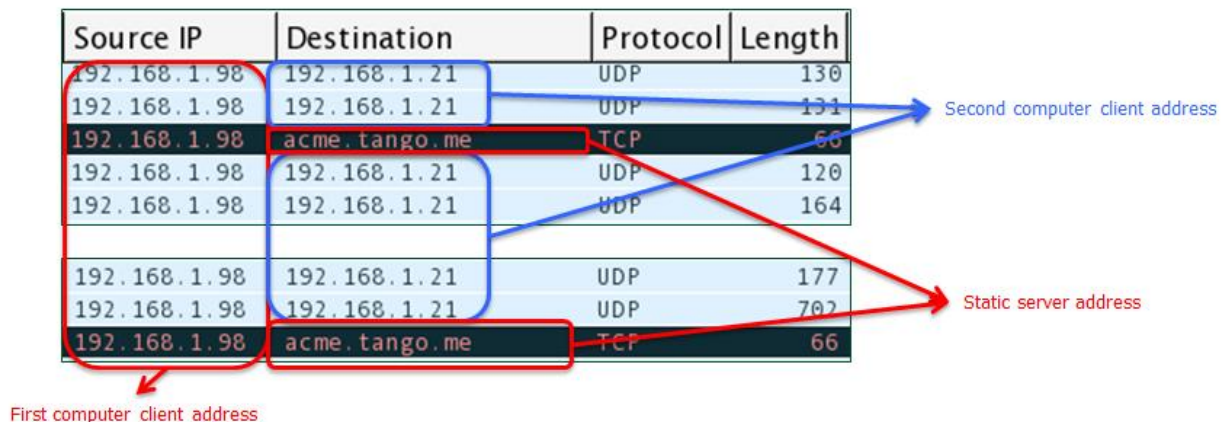 Source IP Destination Protocol Length
192.168.1.98 192.168.1.21 UDP 130
192.168.1.98 192.168.1.21 UDP 131
192.168.1.98 acme.tango.me TCP 66
192.168.1.98 192.168.1.21 UDP 120
192.168.1.98 192.168.1.21 UDP 164
192.168.1.98 192.168.1.21 UDP 177
192.168.1.98 192.168.1.21 UDP 702
192.168.1.98 acme.tango.me TCP 66
Second computer client address
Static server address
First computer client address